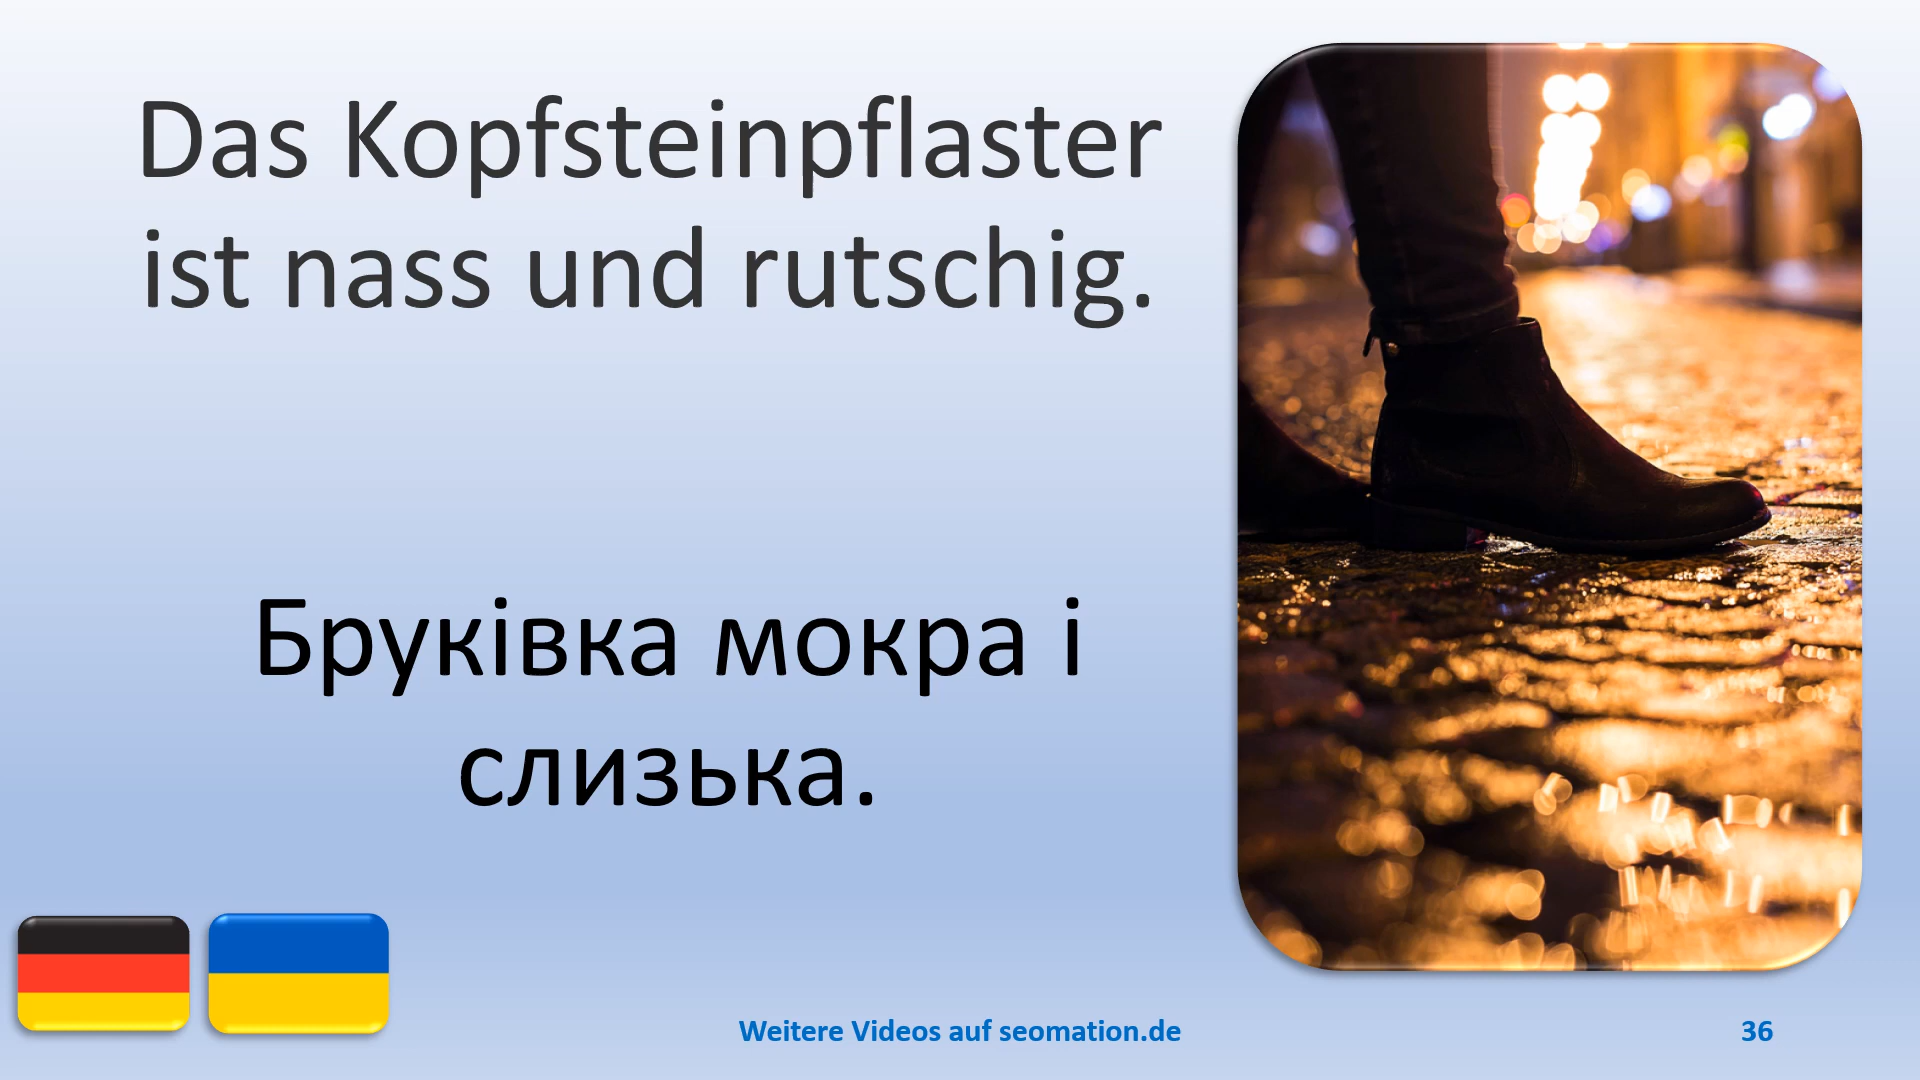 Das Kopfsteinpflaster
ist nass und rutschig.
Бруківка мокра і
слизька.
Weitere Videos auf seomation.de
36